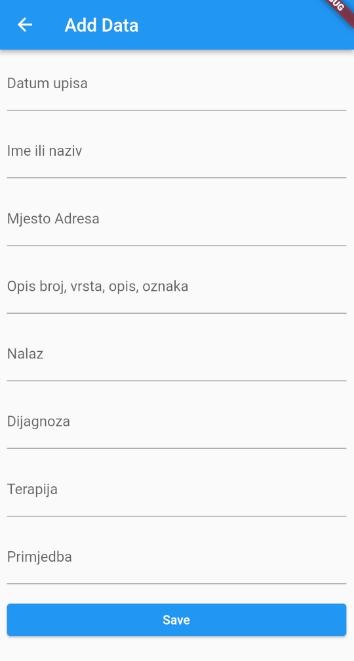 Add Data
Datum upisa
Ime ili naziv
Mjesto Adresa
Opis broj, vrsta, opis, oznaka
Nalaz
Dijagnoza
Terapija
Primjedba
Save